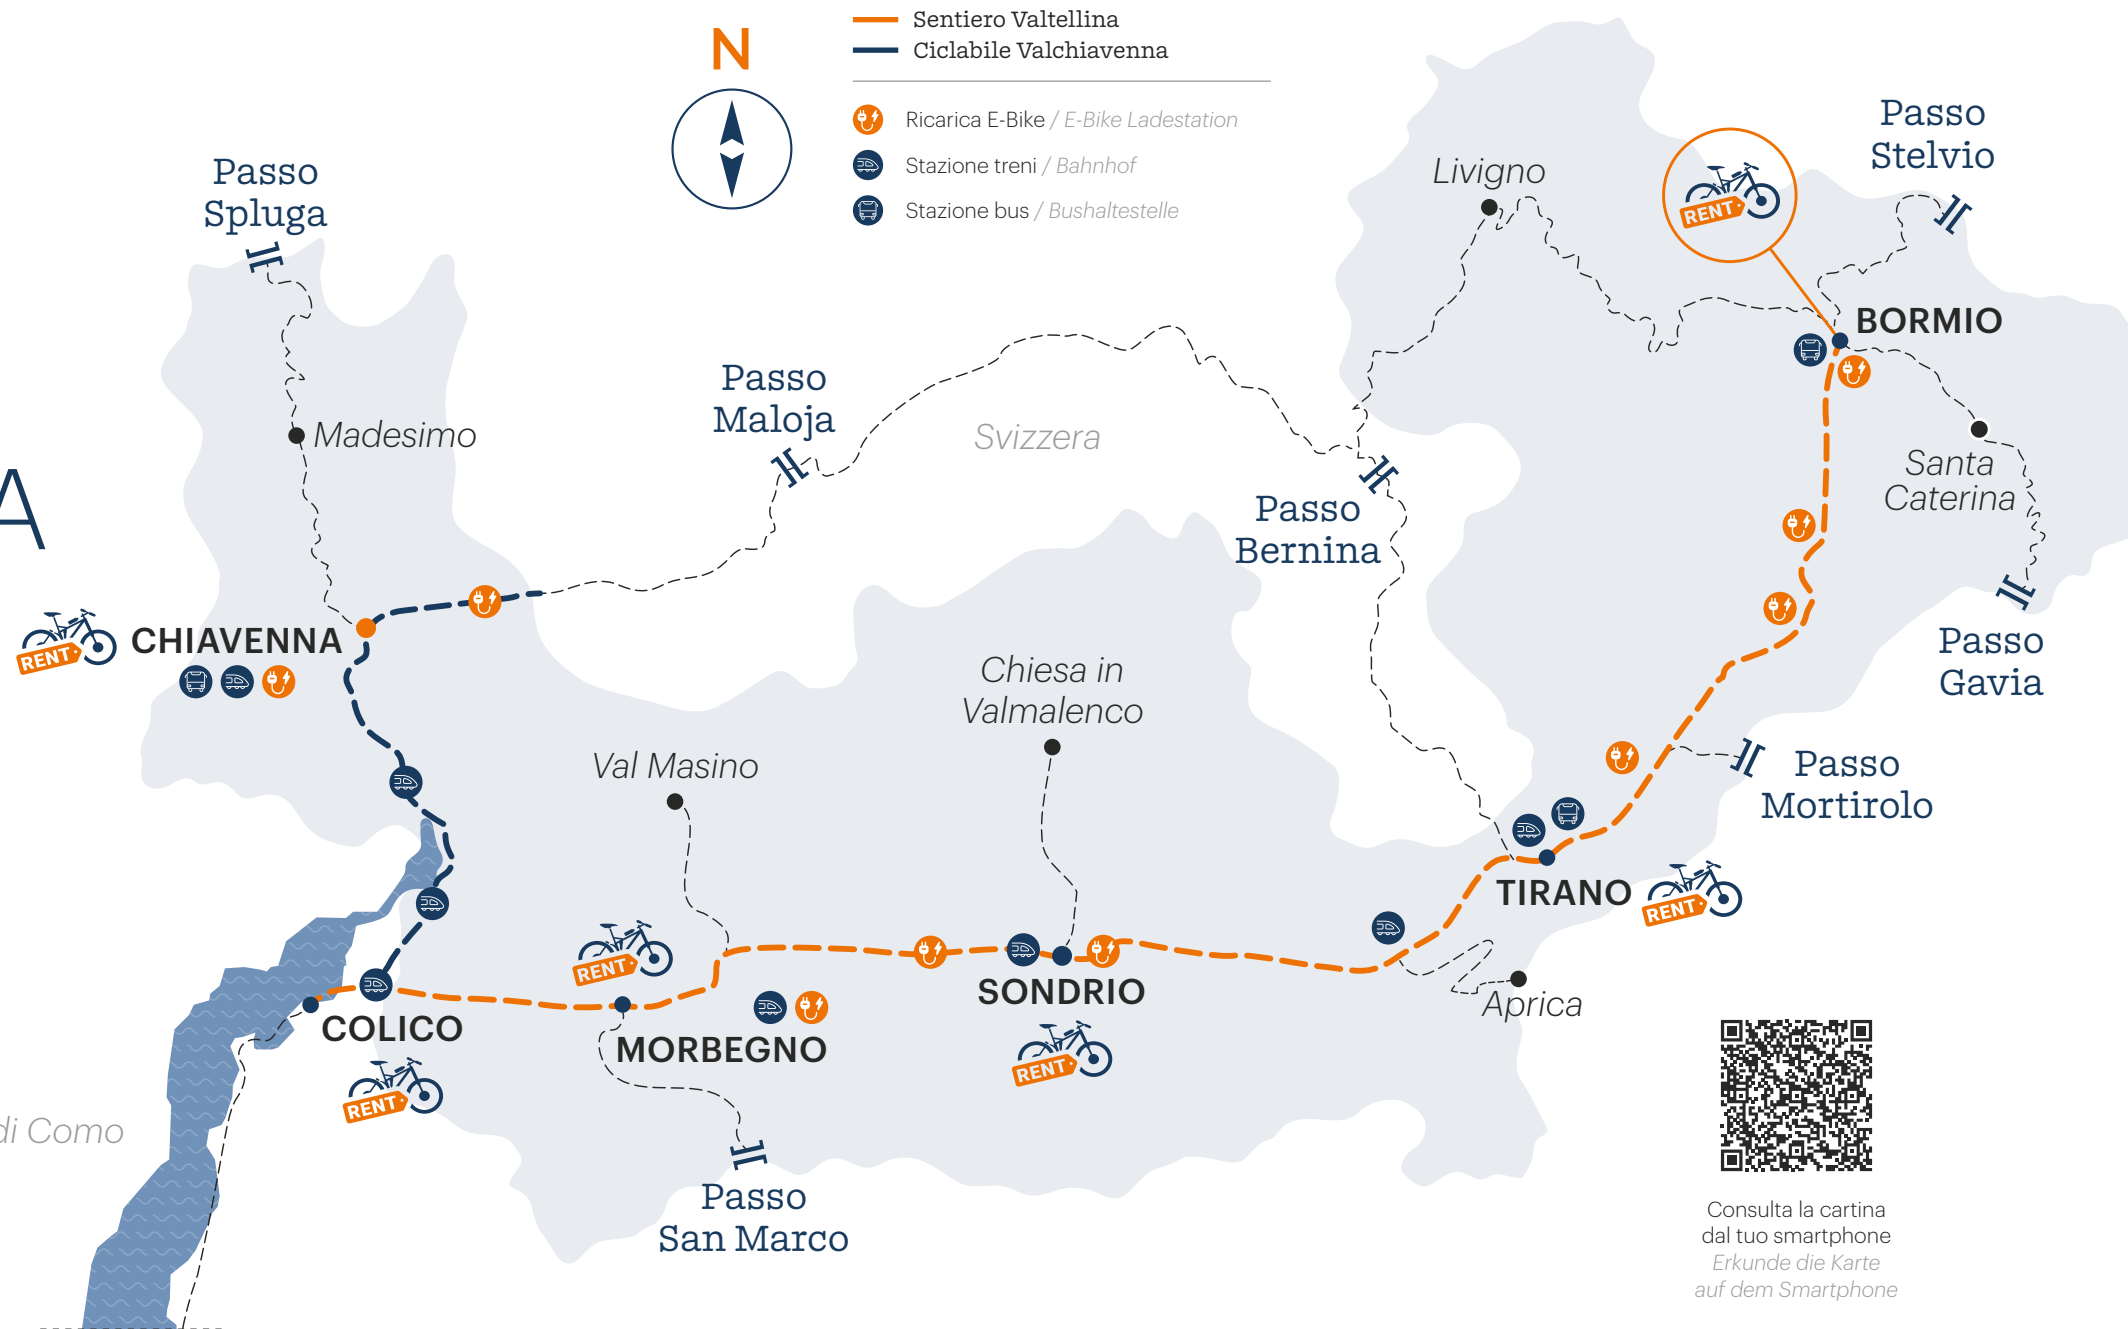 N
Sentiero Valtellina
Ciclabile Valchiavenna
Ricarica E-Bike / E-Bike Ladestation
Stazione treni / Bahnhof
Stazione bus / Bushaltestelle
Passo
Spluga
Madesimo
A
Passo
Maloja
Svizzera
Passo
Bernina
Livigno
RENT
Passo
Stelvio
BORMIO
Santa
Caterina
Passo
Gavia
Passo
Mortirolo
RENT
CHIAVENNA
Val Masino
Chiesa in
Valmalenco
TIRANO
RENT
Aprica
RENT
SONDRIO
RENT
MORBEGNO
COLICO
RENT
di Como
Passo
San Marco
Consulta la cartina
dal tuo smartphone
Erkunde die Karte
auf dem Smartphone